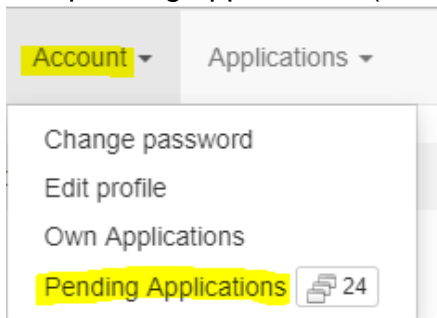 Account Applications
Change password
Edit profile
Own Applications
Pending Applications 24